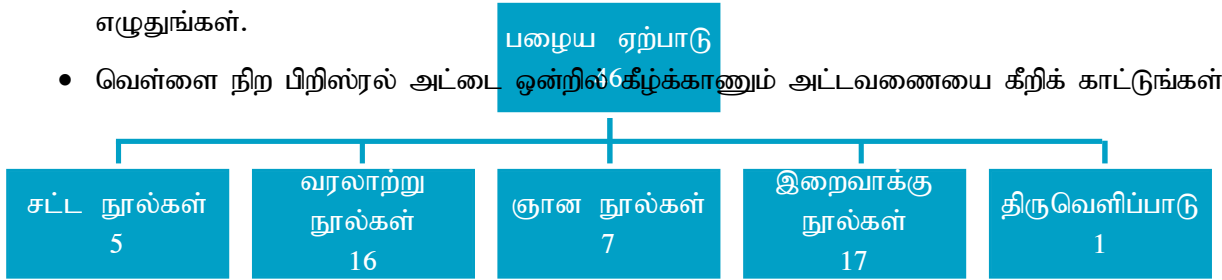 எழுதுங்கள்.
பழைய ஏற்பாடு
46
• வெள்ளை நிற பிறிஸ்ரல் அட்டை ஒன்றில் கீழ்க்காணும் அட்டவணையை கீறிக் காட்டுங்கள்
சட்ட நூல்கள்
5
வரலாற்று
நூல்கள்
16
ஞான நூல்கள்
7
இறைவாக்கு
நூல்கள்
17
திருவெளிப்பாடு
1